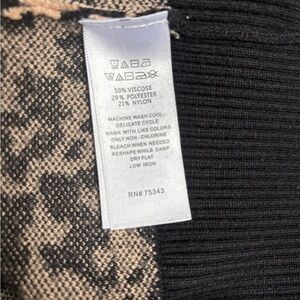 50% VISCOSE
29% POLYESTER
21% NYLON
MACHINE WASH COOL-
DELICATE CYCLE
WASH WITH LIKE COLORS
ONLY NON - CHLORINE
BLEACH WHEN NEEDED
RESHAPE WHILE DAMP
DRY FLAT
LOW IRON
RN# 75343